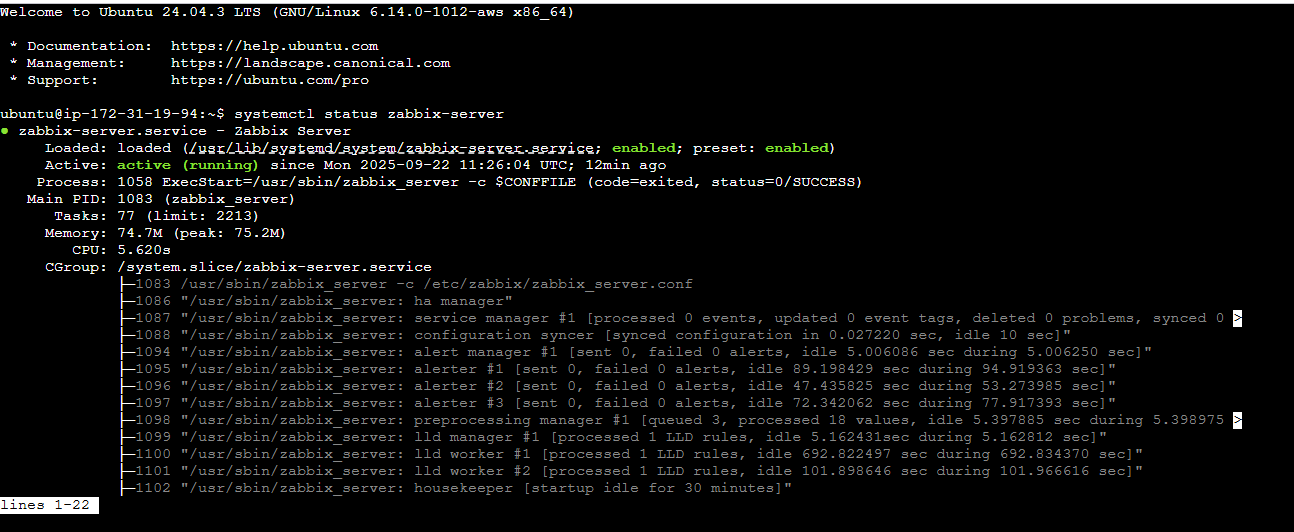 Welcome to Ubuntu 24.04.3 LTS (GNU/Linux 6.14.0-1012-aws x86_64)
* Documentation: https://help.ubuntu.com
* Management: https://landscape.canonical.com
* Support: https://ubuntu.com/pro
ubuntu@ip-172-31-19-94:~$ systemctl status zabbix-server
● zabbix-server.service - Zabbix Server
Loaded: loaded (/usr/lib/systemd/system/zabbix-server.service; enabled; preset: enabled)
Active: active (running) since Mon 2025-09-22 11:26:04 UTC; 12min ago
Process: 1058 ExecStart=/usr/sbin/zabbix_server -c $CONFFILE (code=exited, status=0/SUCCESS)
Main PID: 1083 (zabbix_server)
Tasks: 77 (limit: 2213)
Memory: 74.7M (peak: 75.2M)
CPU: 5.620s
CGroup: /system.slice/zabbix-server.service
├─1083 /usr/sbin/zabbix_server -c /etc/zabbix/zabbix_server.conf
├─1086 "/usr/sbin/zabbix_server: ha manager"
├─1087 "/usr/sbin/zabbix_server: service manager #1 [processed 0 events, updated 0 event tags, deleted 0 problems, synced 0 >
├─1088 "/usr/sbin/zabbix_server: configuration syncer [synced configuration in 0.027220 sec, idle 10 sec]"
├─1094 "/usr/sbin/zabbix_server: alert manager #1 [sent 0, failed 0 alerts, idle 5.006086 sec during 5.006250 sec]"
├─1095 "/usr/sbin/zabbix_server: alerter #1 [sent 0, failed 0 alerts, idle 89.198429 sec during 94.919363 sec]"
├─1096 "/usr/sbin/zabbix_server: alerter #2 [sent 0, failed 0 alerts, idle 47.435825 sec during 53.273985 sec]"
├─1097 "/usr/sbin/zabbix_server: alerter #3 [sent 0, failed 0 alerts, idle 72.342062 sec during 77.917393 sec]"
├─1098 "/usr/sbin/zabbix_server: preprocessing manager #1 [queued 3, processed 18 values, idle 5.397885 sec during 5.398975 >
├─1099 "/usr/sbin/zabbix_server: lld manager #1 [processed 1 LLD rules, idle 5.162431sec during 5.162812 sec]"
├─1100 "/usr/sbin/zabbix_server: lld worker #1 [processed 1 LLD rules, idle 692.822497 sec during 692.834370 sec]"
├─1101 "/usr/sbin/zabbix_server: lld worker #2 [processed 1 LLD rules, idle 101.898646 sec during 101.966616 sec]"
├─1102 "/usr/sbin/zabbix_server: housekeeper [startup idle for 30 minutes]"
lines 1-22